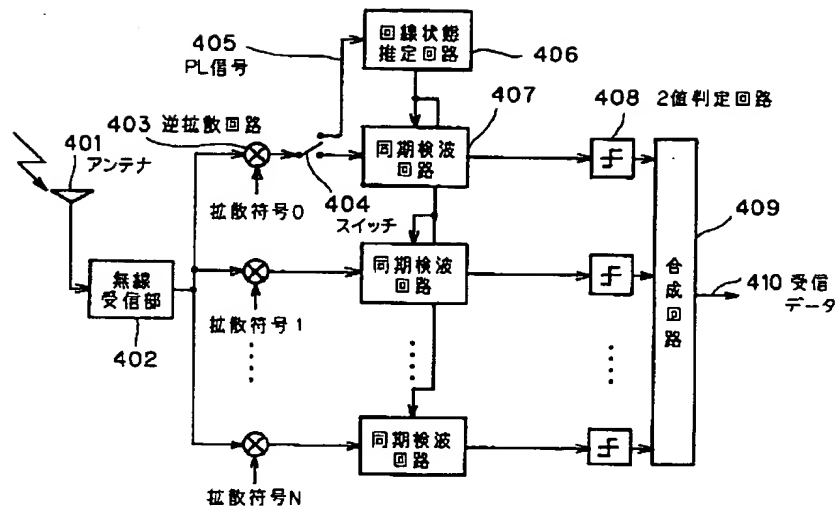 405
PL信号
回線状態
推定回路
406
407
408 2値判定回路
403 逆拡散回路
401
アンテナ
同期検波
回路
404
スイッチ
拡散符号0
409
無線
受信部
402
同期検波
回路
拡散符号1
合成回路
410 受信
データ
同期検波
回路
拡散符号N